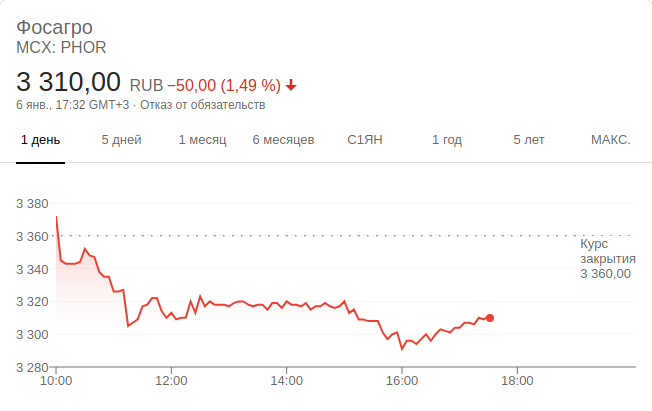 Фосагро
MCX: PHOR
3 310,00 RUB −50,00 (1,49 %)
6 янв., 17:32 GMT+3 · Отказ от обязательств
1 день 5 дней 1 месяц 6 месяцев С1ЯН 1 год 5 лет МАКС.
3 380
3 360
Курс
закрытия
3 340
3 360,00
3 320
3 300
3 280
10:00 12:00 14:00 16:00 18:00